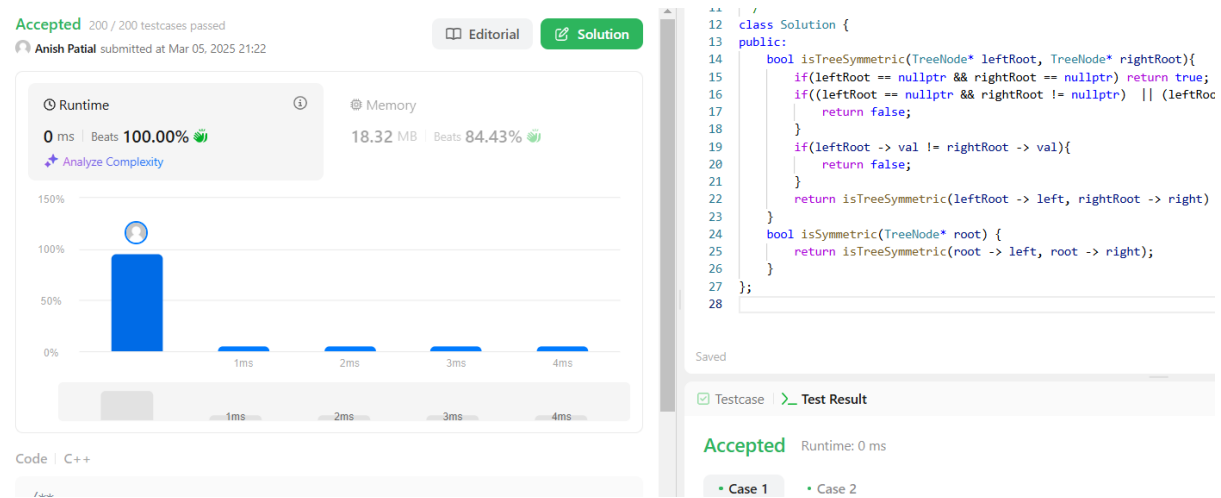 Accepted 200 / 200 testcases passed
Anish Patial submitted at Mar 05, 2025 21:22
Editorial
Solution
Runtime
0 ms Beats 100.00%
Analyze Complexity
Memory
18.32 MB Beats 84.43%
150%
100%
50%
0%
1ms 2ms 3ms 4ms
1ms 2ms 3ms 4ms
Code C++
/**
11 */
12 class Solution {
13 public:
14 bool isTreeSymmetric(TreeNode* leftRoot, TreeNode* rightRoot){
15 if(leftRoot == nullptr && rightRoot == nullptr) return true;
16 if((leftRoot == nullptr && rightRoot != nullptr) || (leftRoo
17 return false;
18 }
19 if(leftRoot -> val != rightRoot -> val){
20 return false;
21 }
22 return isTreeSymmetric(leftRoot -> left, rightRoot -> right)
23 }
24 bool isSymmetric(TreeNode* root) {
25 return isTreeSymmetric(root -> left, root -> right);
26 }
27 };
28
Saved
Testcase >_ Test Result
Accepted Runtime: 0 ms
• Case 1 • Case 2